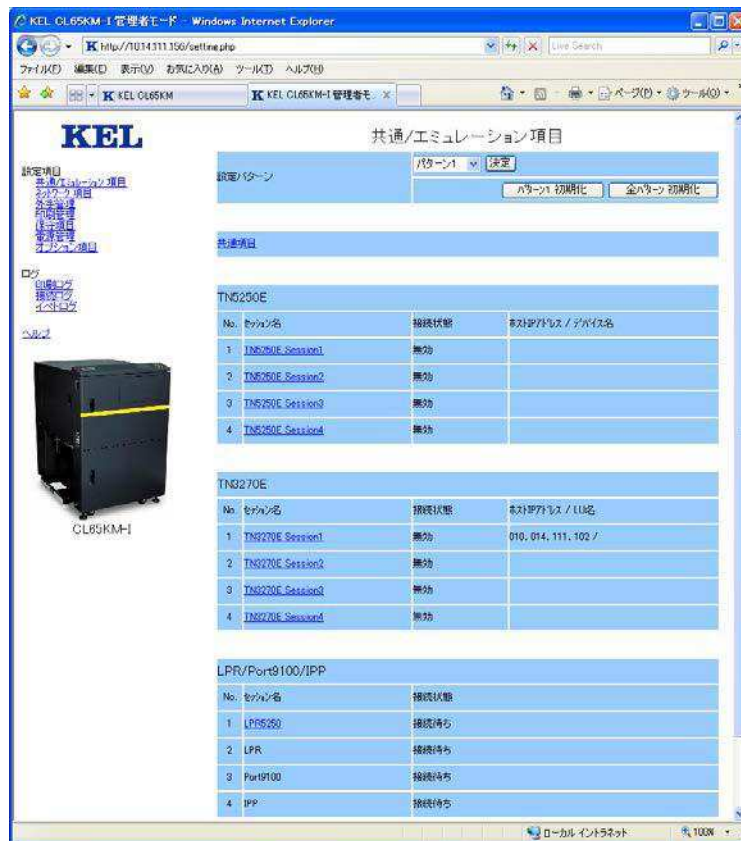 KEL CL65KM-I 管理者モード - Windows Internet Explorer
http://10.14.111.156/setting.php
Live Search
ファイル(F) 編集(E) 表示(V) お気に入り(A) ツール(T) ヘルプ(H)
KEL CL65KM
KEL CL65KM-I 管理者モ...
ページ(P) ツール(O)
KEL
共通/エミュレーション項目
設定項目
共通/エミュレーション 項目
ネットワーク 項目
印刷管理
保守項目
電源管理
オプション項目
ログ
印刷ログ
接続ログ
イベントログ
ヘルプ
CL65KM-I
設定パターン
パターン1 決定
パターン1 初期化 全パターン 初期化
共通項目
TN5250E
No. セッション名 接続状態 ホストIPアドレス / デバイス名
1 TN5250E Session1 無効
2 TN5250E Session2 無効
3 TN5250E Session3 無効
4 TN5250E Session4 無効
TN3270E
No. セッション名 接続状態 ホストIPアドレス / LU名
1 TN3270E Session1 無効 010.014.111.102 /
2 TN3270E Session2 無効
3 TN3270E Session3 無効
4 TN3270E Session4 無効
LPR/Port9100/IPP
No. セッション名 接続状態
1 LPR5250 接続待ち
2 LPR 接続待ち
3 Port9100 接続待ち
4 IPP 接続待ち
ローカル イントラネット 100%